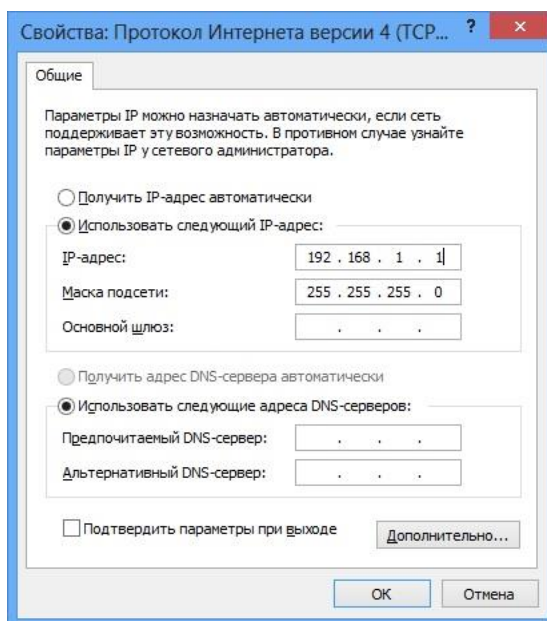 Свойства: Протокол Интернета версии 4 (TCP...
?
Общие
Параметры IP можно назначать автоматически, если сеть
поддерживает эту возможность. В противном случае узнайте
параметры IP у сетевого администратора.
Получить IP-адрес автоматически
Использовать следующий IP-адрес:
IP-адрес: 192 . 168 . 1 . 1
Маска подсети: 255 . 255 . 255 . 0
Основной шлюз: . . .
Получить адрес DNS-сервера автоматически
Использовать следующие адреса DNS-серверов:
Предпочитаемый DNS-сервер: . . .
Альтернативный DNS-сервер: . . .
Подтвердить параметры при выходе
Дополнительно...
ОК Отмена